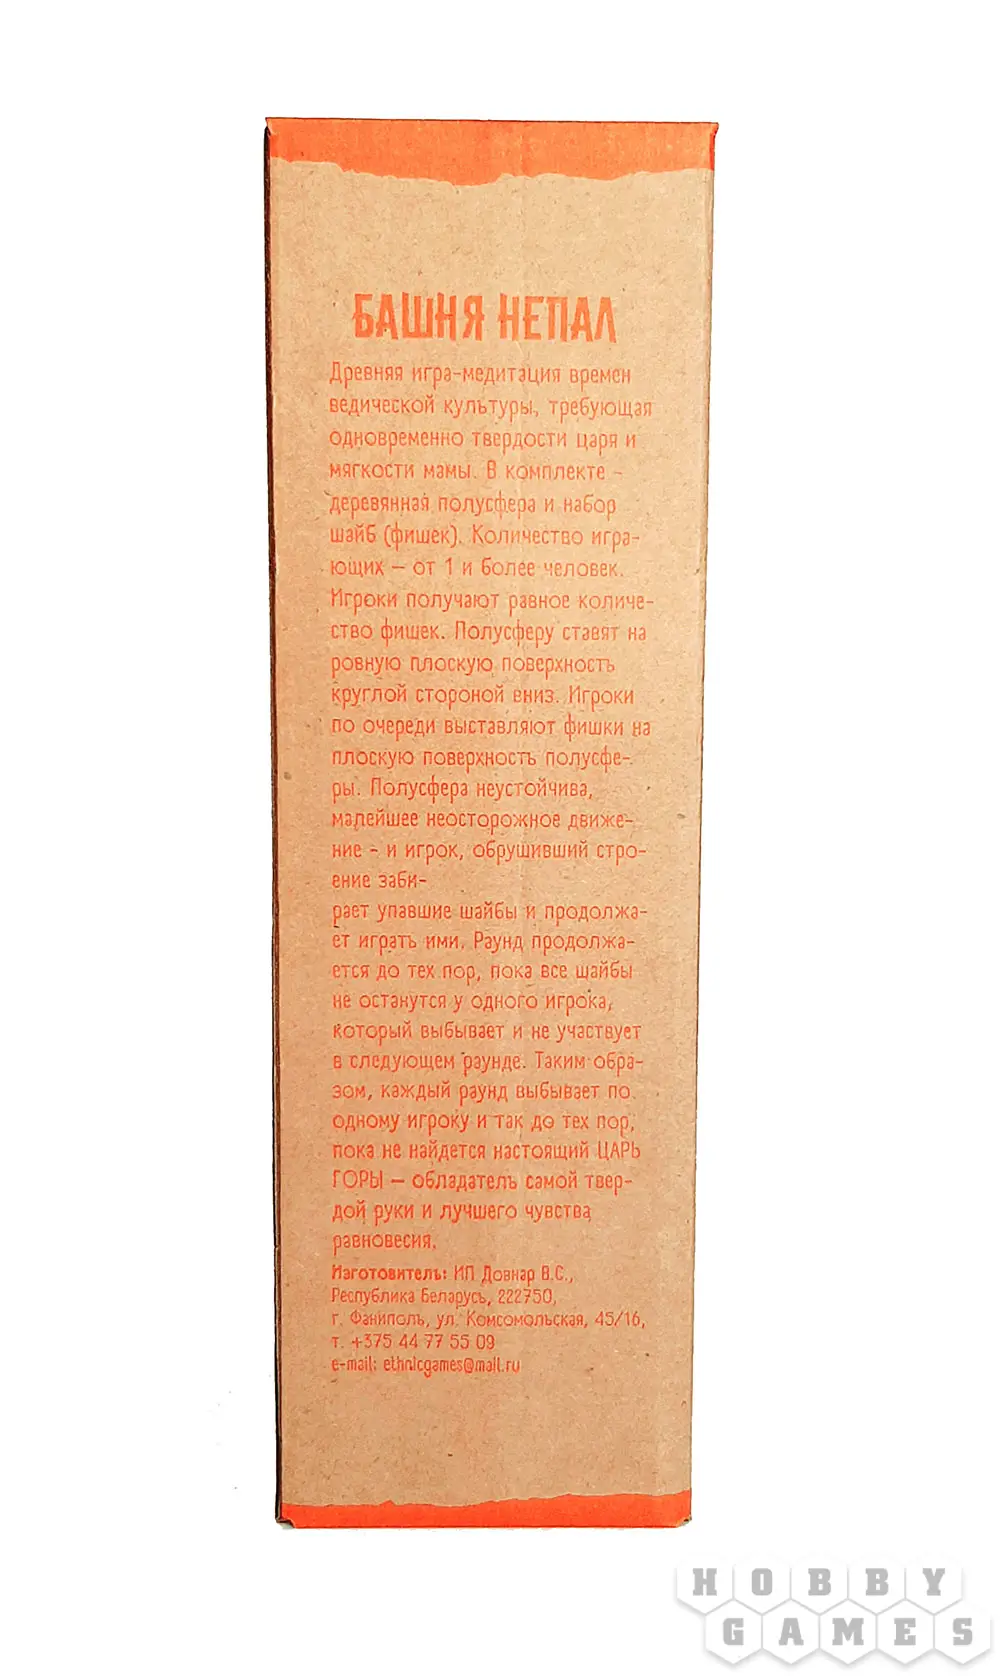 БАШНЯ НЕПАЛ
Древняя игра-медитация времен
ведической культуры, требующая
одновременно твердости царя и
мягкости мамы. В комплекте -
деревянная полусфера и набор
шайб (фишек). Количество игра-
ющих – от 1 и более человек.
Игроки получают равное количе-
ство фишек. Полусферу ставят на
ровную плоскую поверхность
круглой стороной вниз. Игроки
по очереди выставляют фишки на
плоскую поверхность полусфе-
ры. Полусфера неустойчива,
малейшее неосторожное движе-
ние - и игрок, обрушивший стро-
ение заби-
рает упавшие шайбы и продолжа-
ет играть ими. Раунд продолжа-
ется до тех пор, пока все шайбы
не останутся у одного игрока,
который выбывает и не участвует
в следующем раунде. Таким обра-
зом, каждый раунд выбывает по
одному игроку и так до тех пор,
пока не найдется настоящий ЦАРЬ
ГОРЫ – обладатель самой твер-
дой руки и лучшего чувства
равновесия.
Изготовитель: ИП Довнар В.С.,
Республика Беларусь, 222750,
г. Фаниполь, ул. Комсомольская, 45/16,
т. +375 44 77 55 09
e-mail: ethnicgames@mail.ru
HOBBY
GAMES